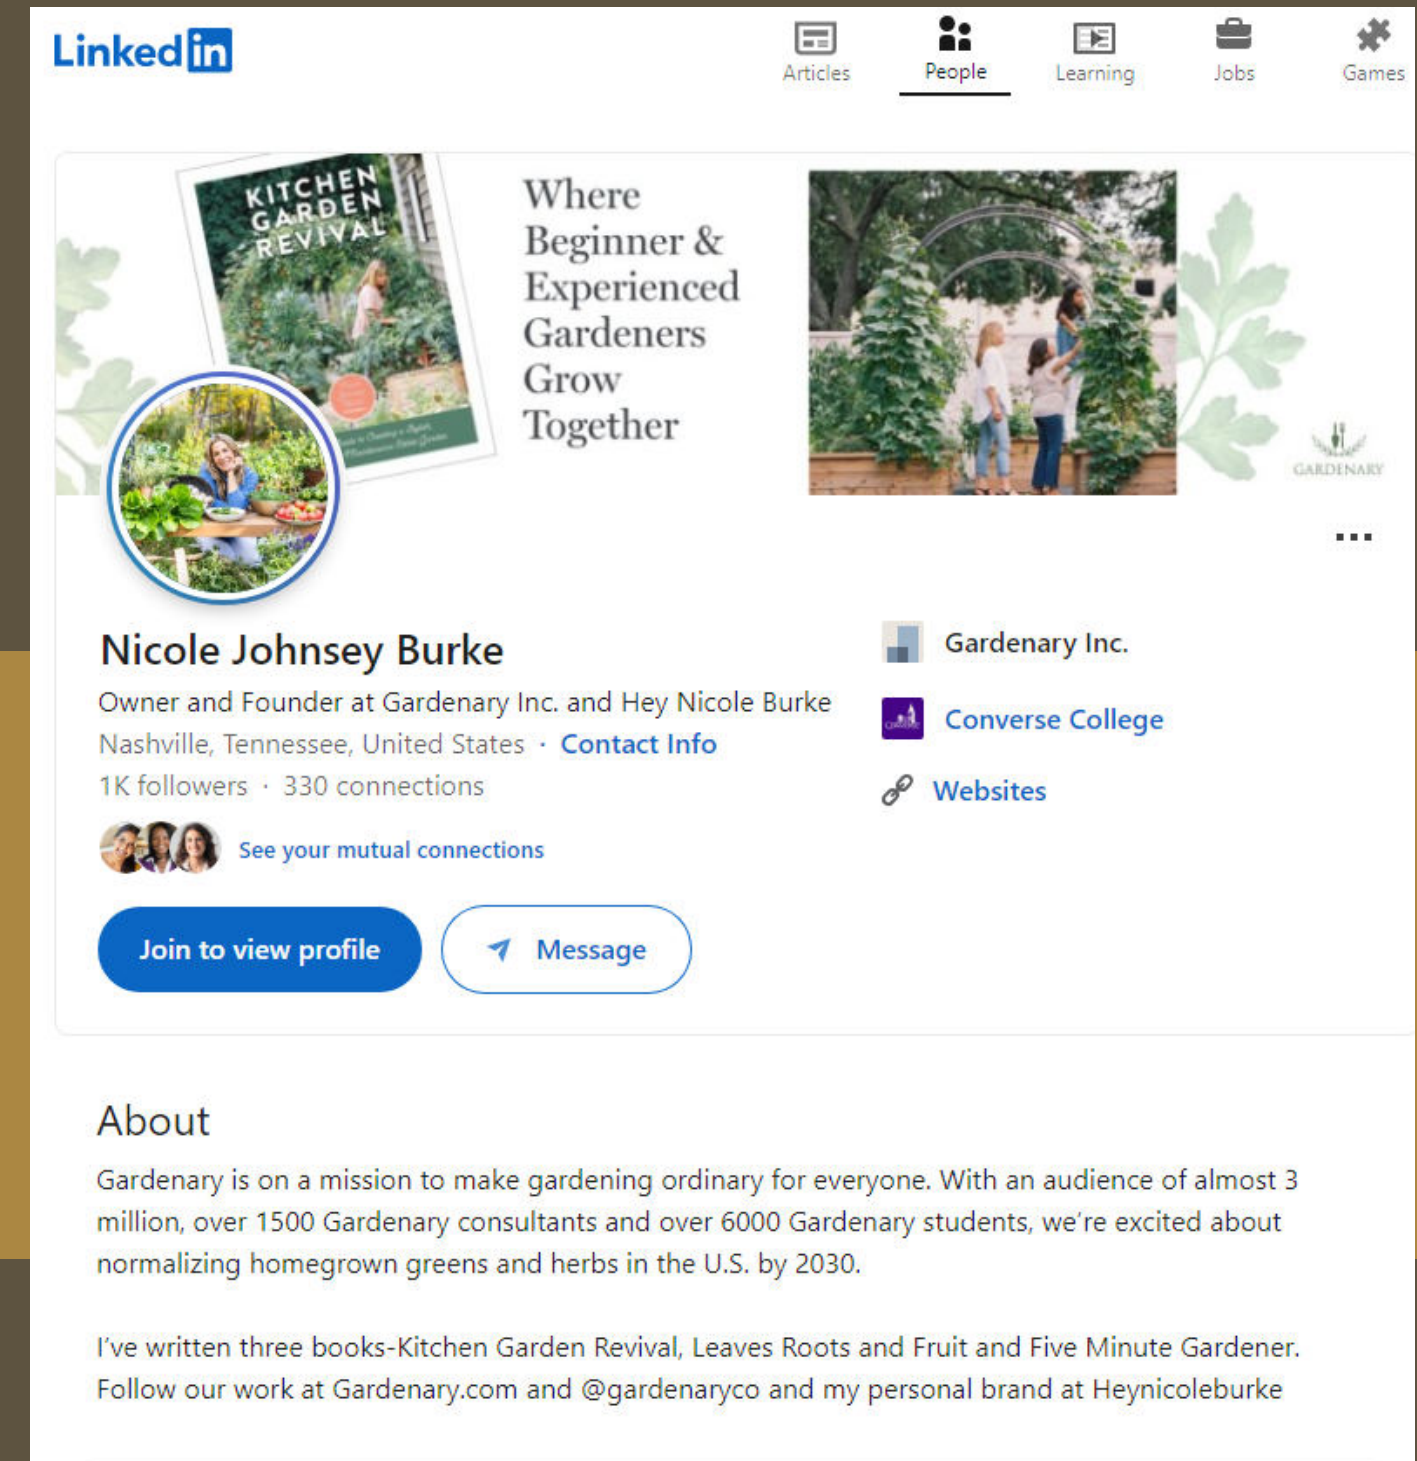 Linked in
Articles
People
Learning
Jobs
Games
KITCHEN
GARDEN
REVIVAL
Where
Beginner &
Experienced
Gardeners
Grow
Together
GARDENARY
Nicole Johnsey Burke
Owner and Founder at Gardenary Inc. and Hey Nicole Burke
Nashville, Tennessee, United States · Contact Info
1K followers · 330 connections
See your mutual connections
Join to view profile
Message
Gardenary Inc.
Converse College
Websites
About
Gardenary is on a mission to make gardening ordinary for everyone. With an audience of almost 3
million, over 1500 Gardenary consultants and over 6000 Gardenary students, we’re excited about
normalizing homegrown greens and herbs in the U.S. by 2030.
I’ve written three books-Kitchen Garden Revival, Leaves Roots and Fruit and Five Minute Gardener.
Follow our work at Gardenary.com and @gardenaryco and my personal brand at Heynicoleburke